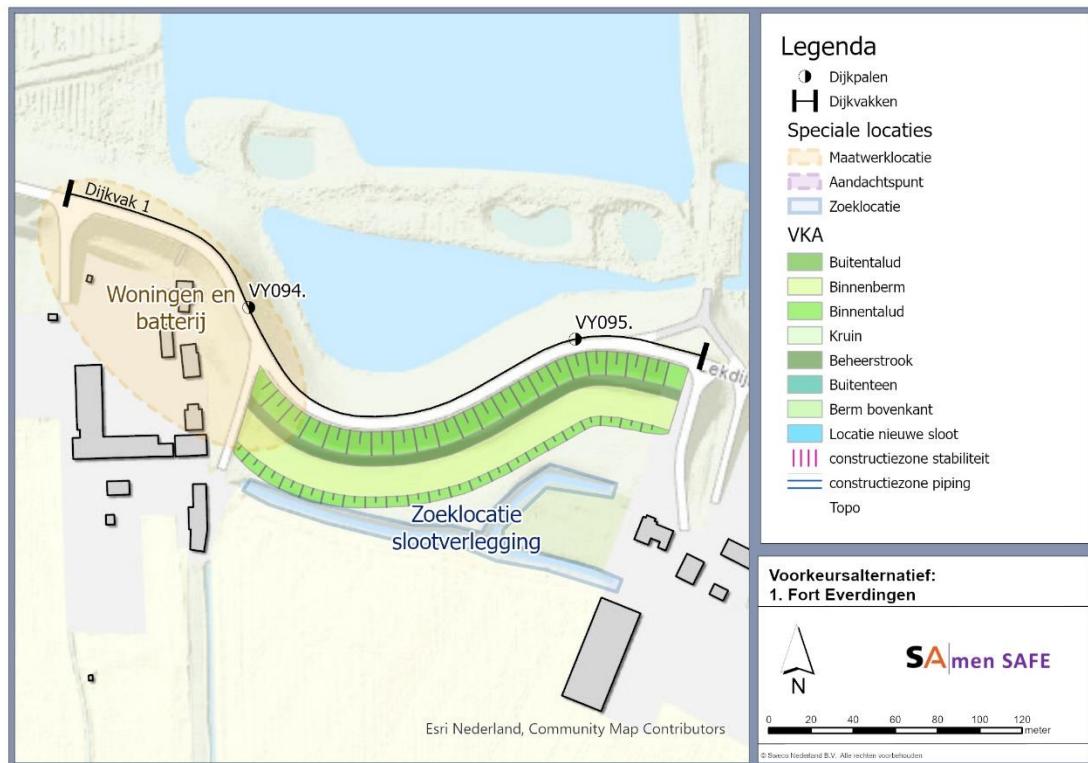 Dijkvak 1
VY094.
Woningen en
batterij
VY095.
Lekdij
Zoeklocatie
slootverlegging
Esri Nederland, Community Map Contributors
Legenda
Dijkpalen
Dijkvakken
Speciale locaties
Maatwerklocatie
Aandachtspunt
Zoeklocatie
VKA
Buitentalud
Binnenberm
Binnentalud
Kruin
Beheerstrook
Buitenteen
Berm bovenkant
Locatie nieuwe sloot
constructiezone stabiliteit
constructiezone piping
Topo
Voorkeursalternatief:
1. Fort Everdingen
N
SAmen SAFE
0 20 40 60 80 100 120
meter
© Sweco Nederland B.V. Alle rechten voorbehouden